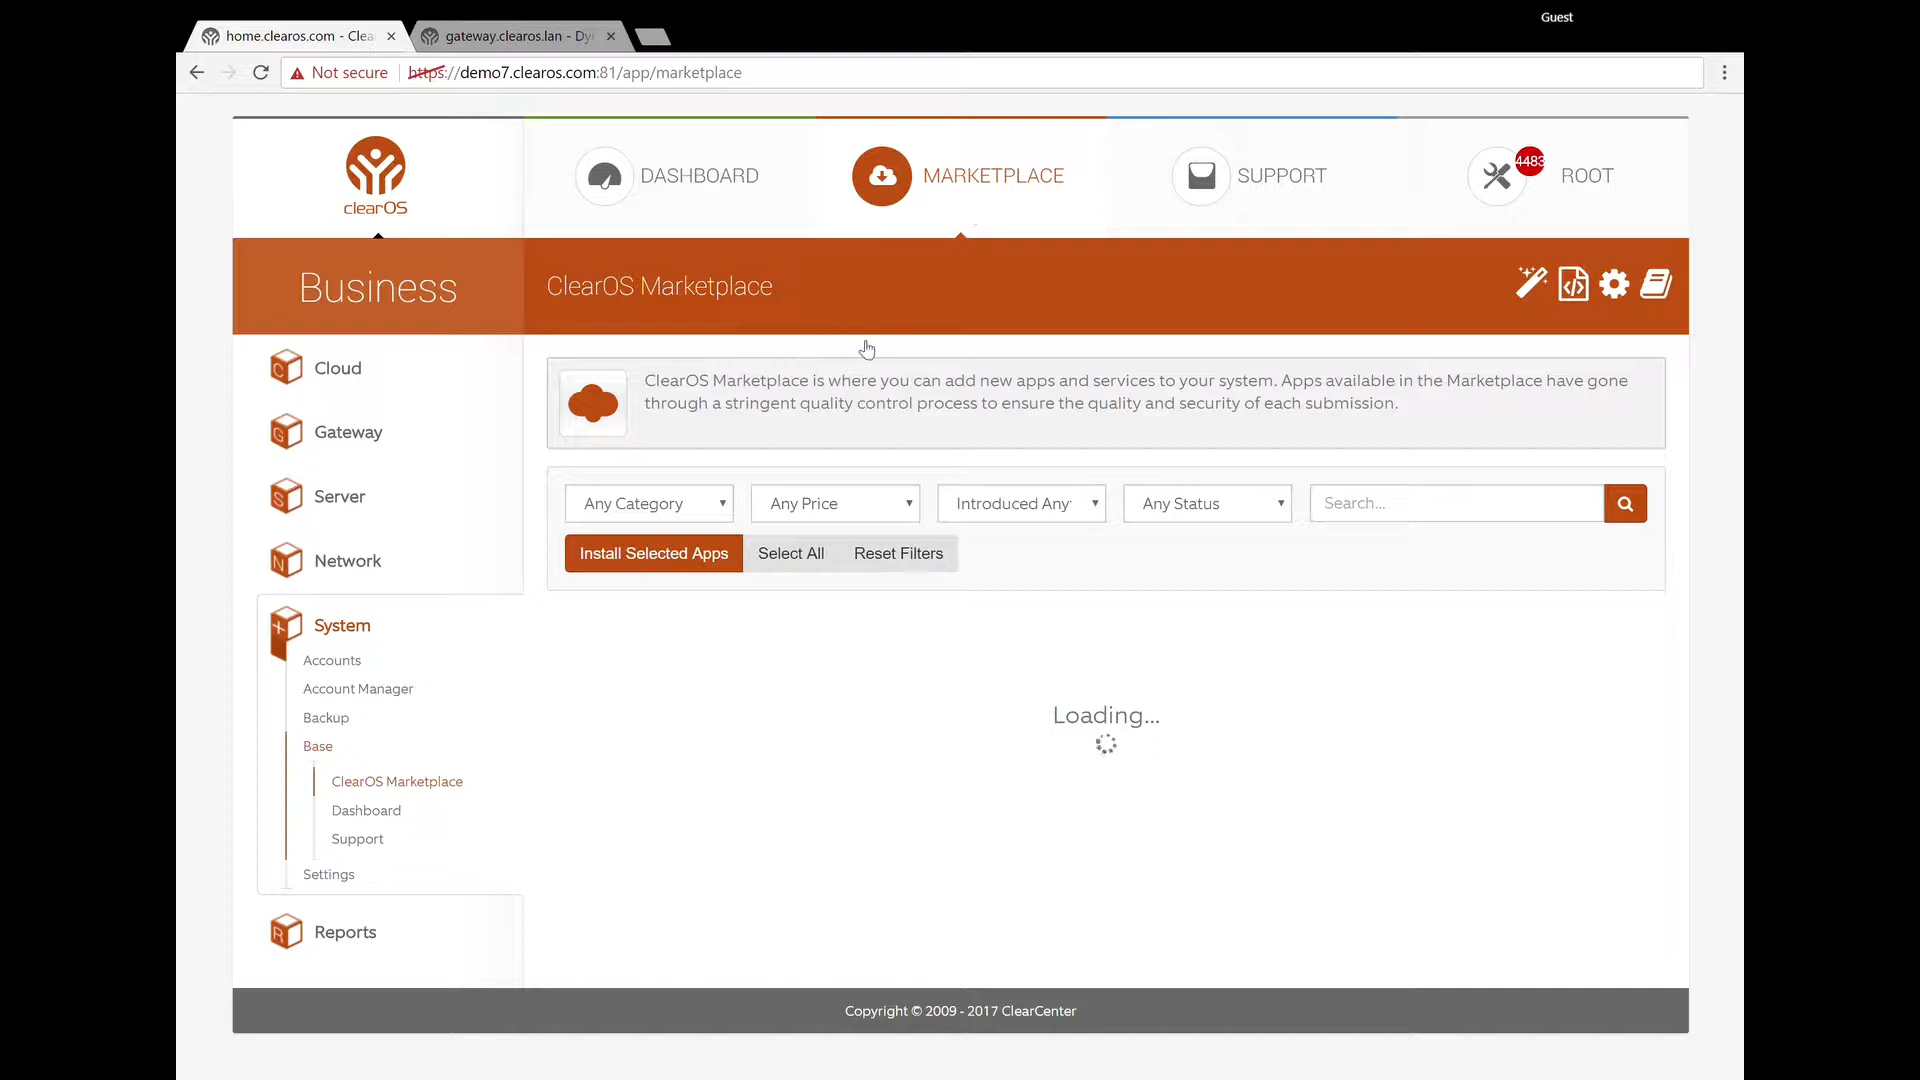 Guest
home.clearos.com - Clea
gateway.clearos.lan - Dyn
Not secure https://demo7.clearos.com:81/app/marketplace
clearOS
DASHBOARD
MARKETPLACE
SUPPORT
4483
ROOT
Business
ClearOS Marketplace
Cloud
Gateway
Server
Network
System
Accounts
Account Manager
Backup
Base
ClearOS Marketplace
Dashboard
Support
Settings
Reports
ClearOS Marketplace is where you can add new apps and services to your system. Apps available in the Marketplace have gone
through a stringent quality control process to ensure the quality and security of each submission.
Any Category
Any Price
Introduced Any
Any Status
Search...
Install Selected Apps
Select All
Reset Filters
Loading...
Copyright © 2009 - 2017 ClearCenter